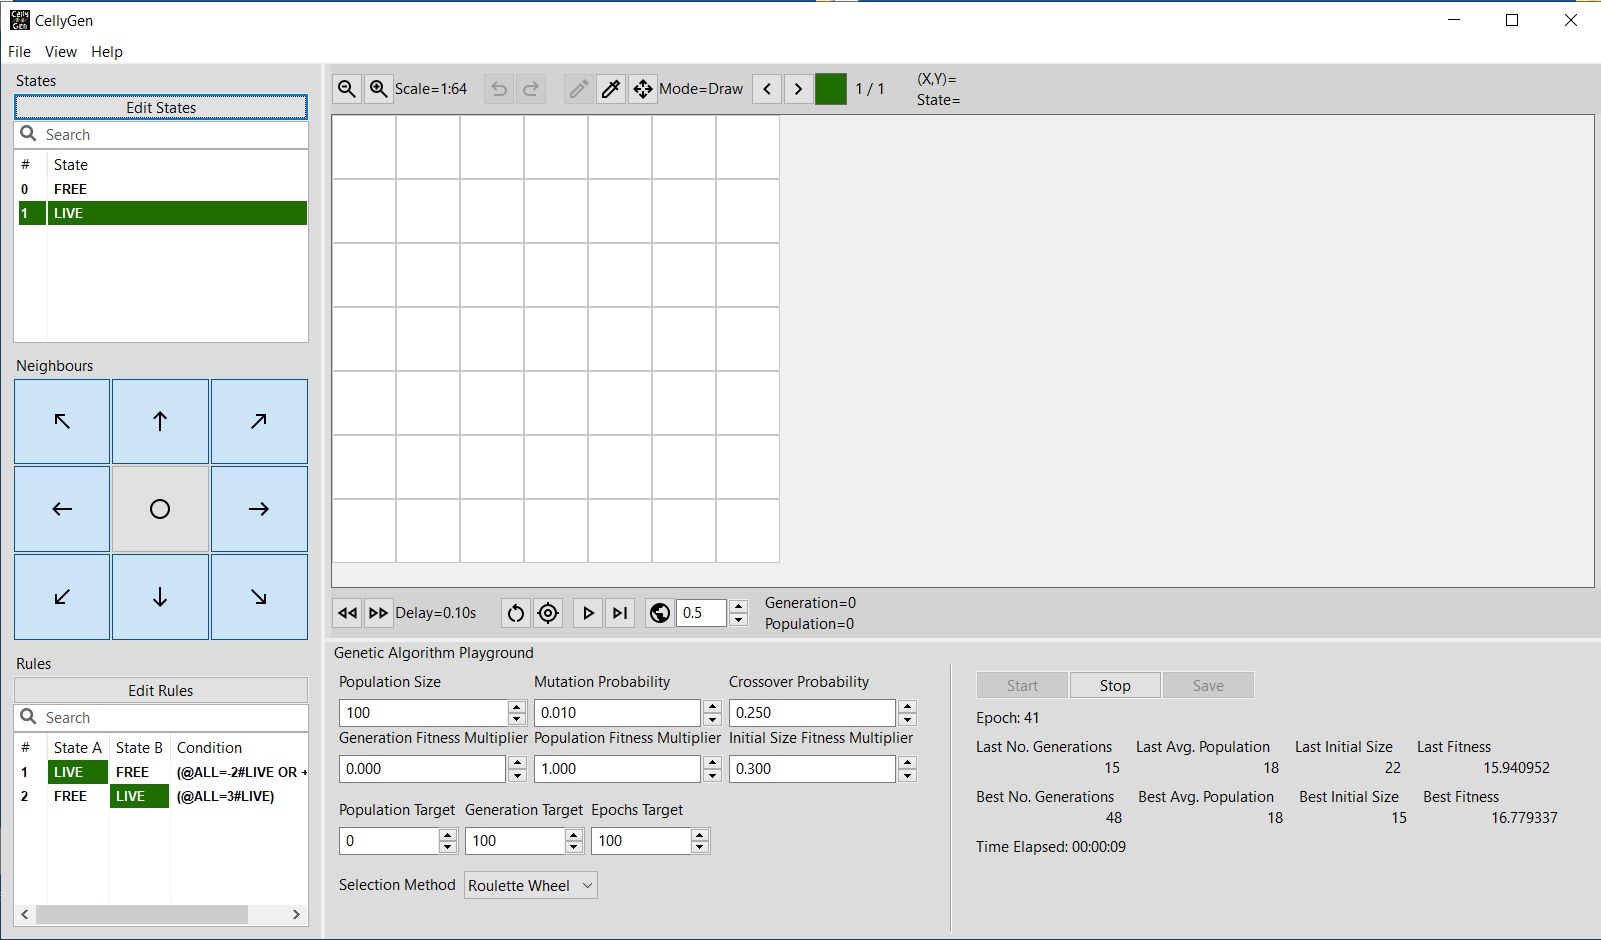 CellyGen
File View Help
States
Edit States
Search
# State
0 FREE
1 LIVE
Neighbours
Rules
Edit Rules
Search
# State A State B Condition
1 LIVE FREE (@ALL=-2#LIVE OR +
2 FREE LIVE (@ALL=3#LIVE)
Scale=1:64 Mode=Draw 1 / 1
(X,Y)=
State=
Delay=0.10s 0.5
Generation=0
Population=0
Genetic Algorithm Playground
Population Size Mutation Probability Crossover Probability
100 0.010 0.250
Generation Fitness Multiplier Population Fitness Multiplier Initial Size Fitness Multiplier
0.000 1.000 0.300
Population Target Generation Target Epochs Target
0 100 100
Selection Method Roulette Wheel
Start Stop Save
Epoch: 41
Last No. Generations Last Avg. Population Last Initial Size Last Fitness
15 18 22 15.940952
Best No. Generations Best Avg. Population Best Initial Size Best Fitness
48 18 15 16.779337
Time Elapsed: 00:00:09